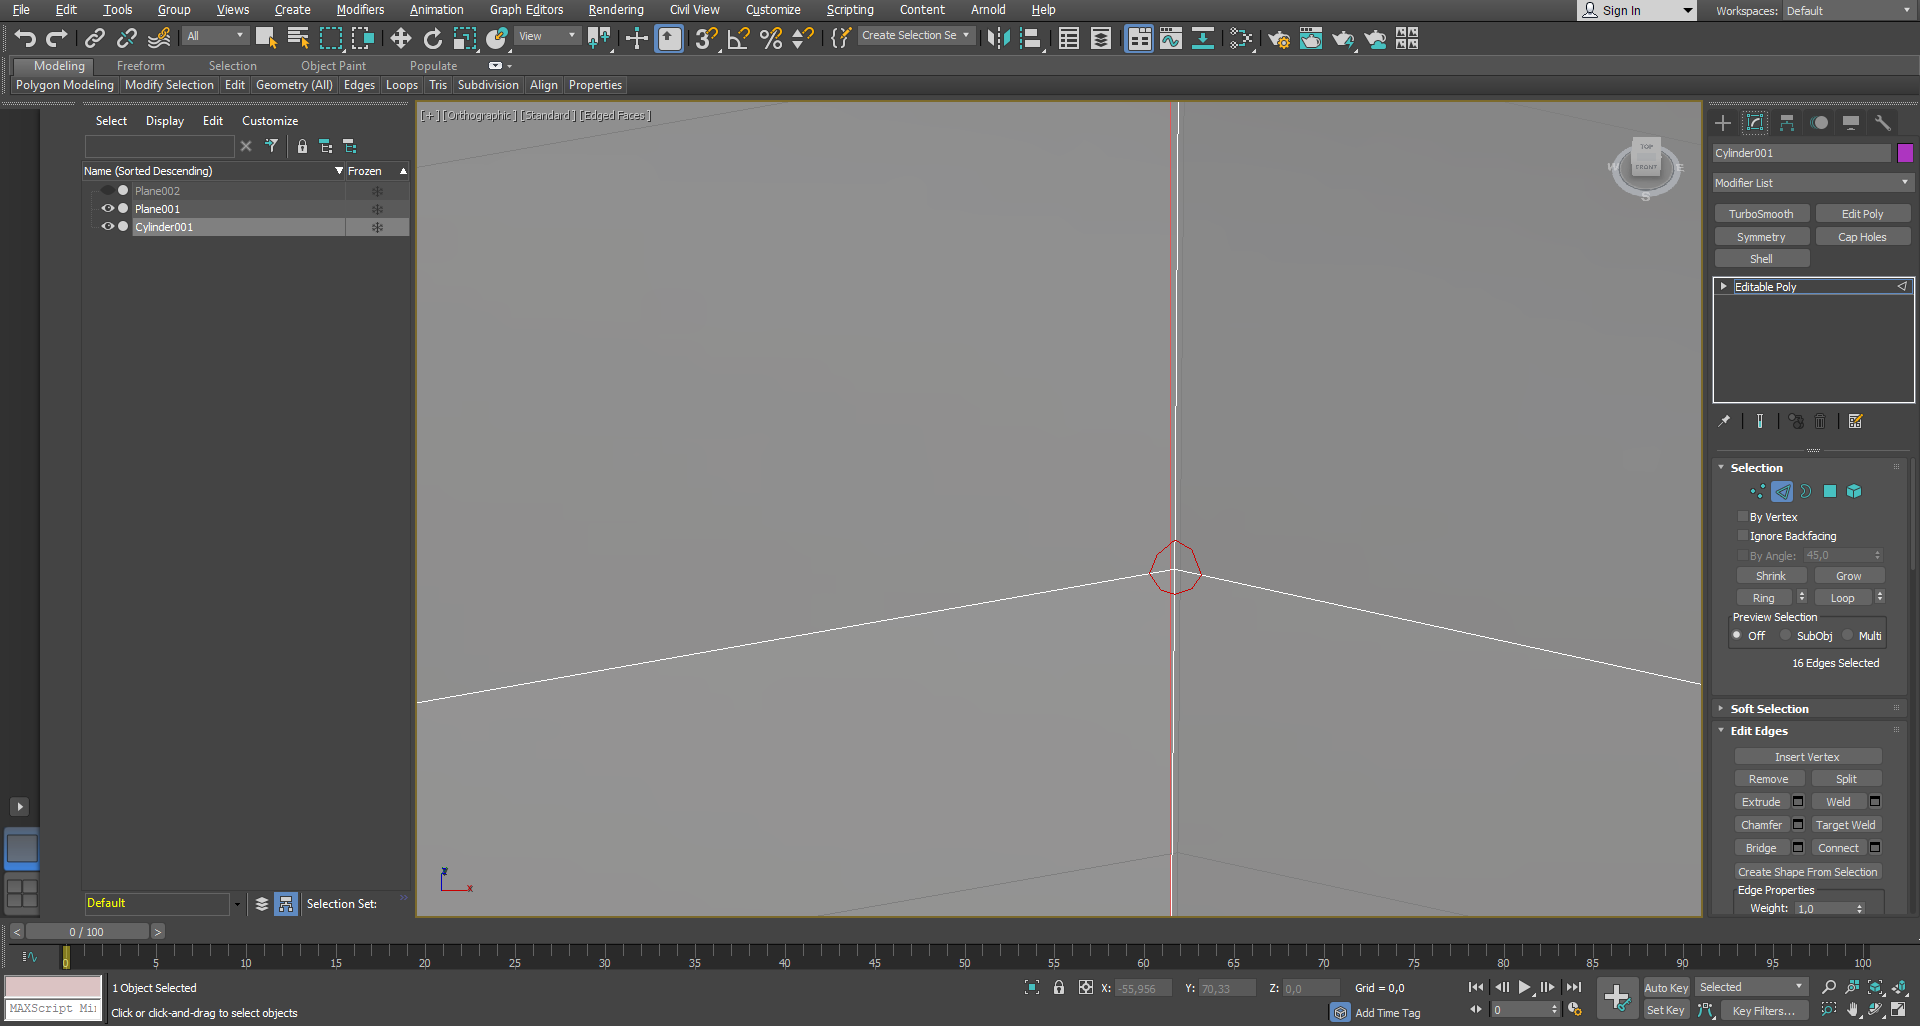 File Edit Tools Group Views Create Modifiers Animation Graph Editors Rendering Civil View Customize Scripting Content Arnold Help Sign In Workspaces: Default
All View Create Selection Se
Modeling Freeform Selection Object Paint Populate
Polygon Modeling Modify Selection Edit Geometry (All) Edges Loops Tris Subdivision Align Properties
Select Display Edit Customize
Name (Sorted Descending) Frozen
Plane002
Plane001
Cylinder001
[+] [Orthographic] [Standard] [Edged Faces]
TOP
FRONT
W E
S
Cylinder001
Modifier List
TurboSmooth Edit Poly
Symmetry Cap Holes
Shell
Editable Poly
Selection
By Vertex
Ignore Backfacing
By Angle: 45,0
Shrink Grow
Ring Loop
Preview Selection
Off SubObj Multi
16 Edges Selected
Soft Selection
Edit Edges
Insert Vertex
Remove Split
Extrude Weld
Chamfer Target Weld
Bridge Connect
Create Shape From Selection
Edge Properties
Weight: 1,0
z
x
Default Selection Set:
< 0 / 100 >
0 5 10 15 20 25 30 35 40 45 50 55 60 65 70 75 80 85 90 95 100
1 Object Selected X: -55,956 Y: 70,33 Z: 0,0 Grid = 0,0 Auto Key Selected
MAXScript Mi Click or click-and-drag to select objects Add Time Tag 0 Set Key Key Filters...